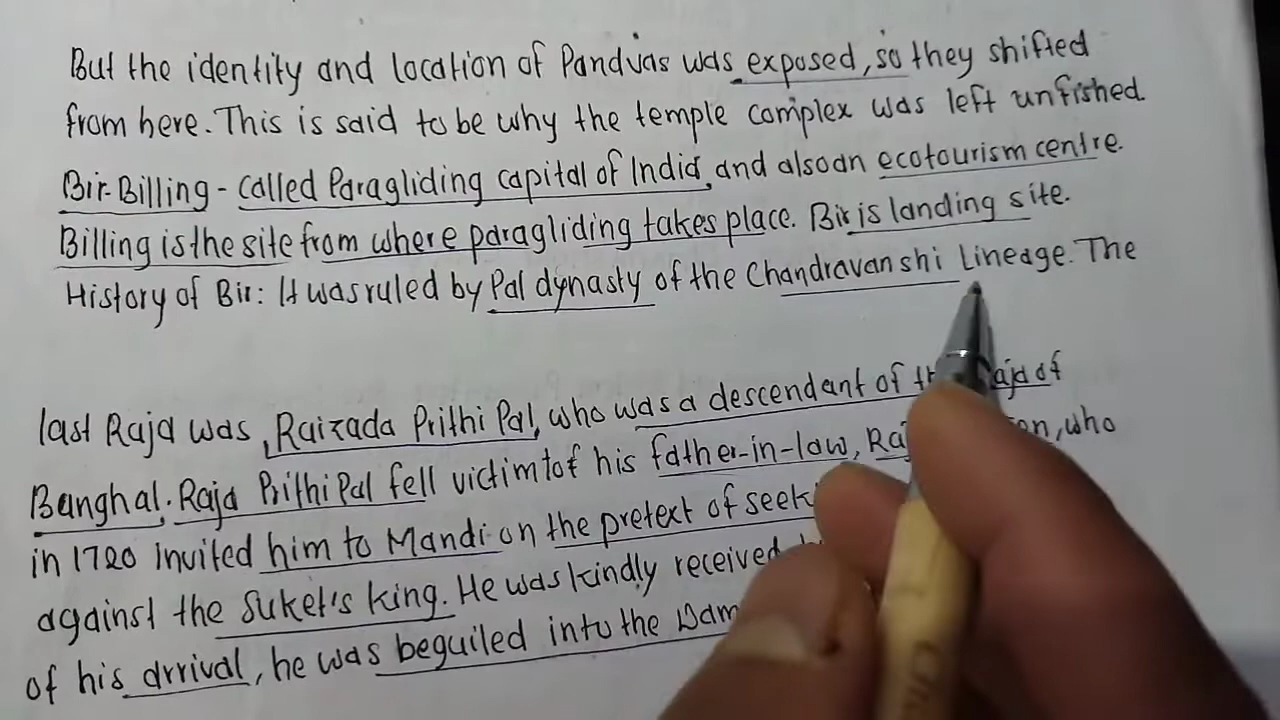 But the identity and location of Pandvas was exposed, so they shifted
from here. This is said to be why the temple complex was left unfished.
Bir-Billing - called Paragliding capital of India, and also an ecotourism centre.
Billing is the site from where paragliding takes place. Bir is landing site.
History of Bir: It was ruled by Pal dynasty of the Chandravanshi Lineage. The
last Raja was, Raizada Prithi Pal, who was a descendant of the Raja of
Banghal. Raja Prithi Pal fell victim to of his father-in-law, who
in 1720 invited him to Mandi on the pretext of
against the Suket's king. He was kindly received
of his arrival, he was beguiled into the